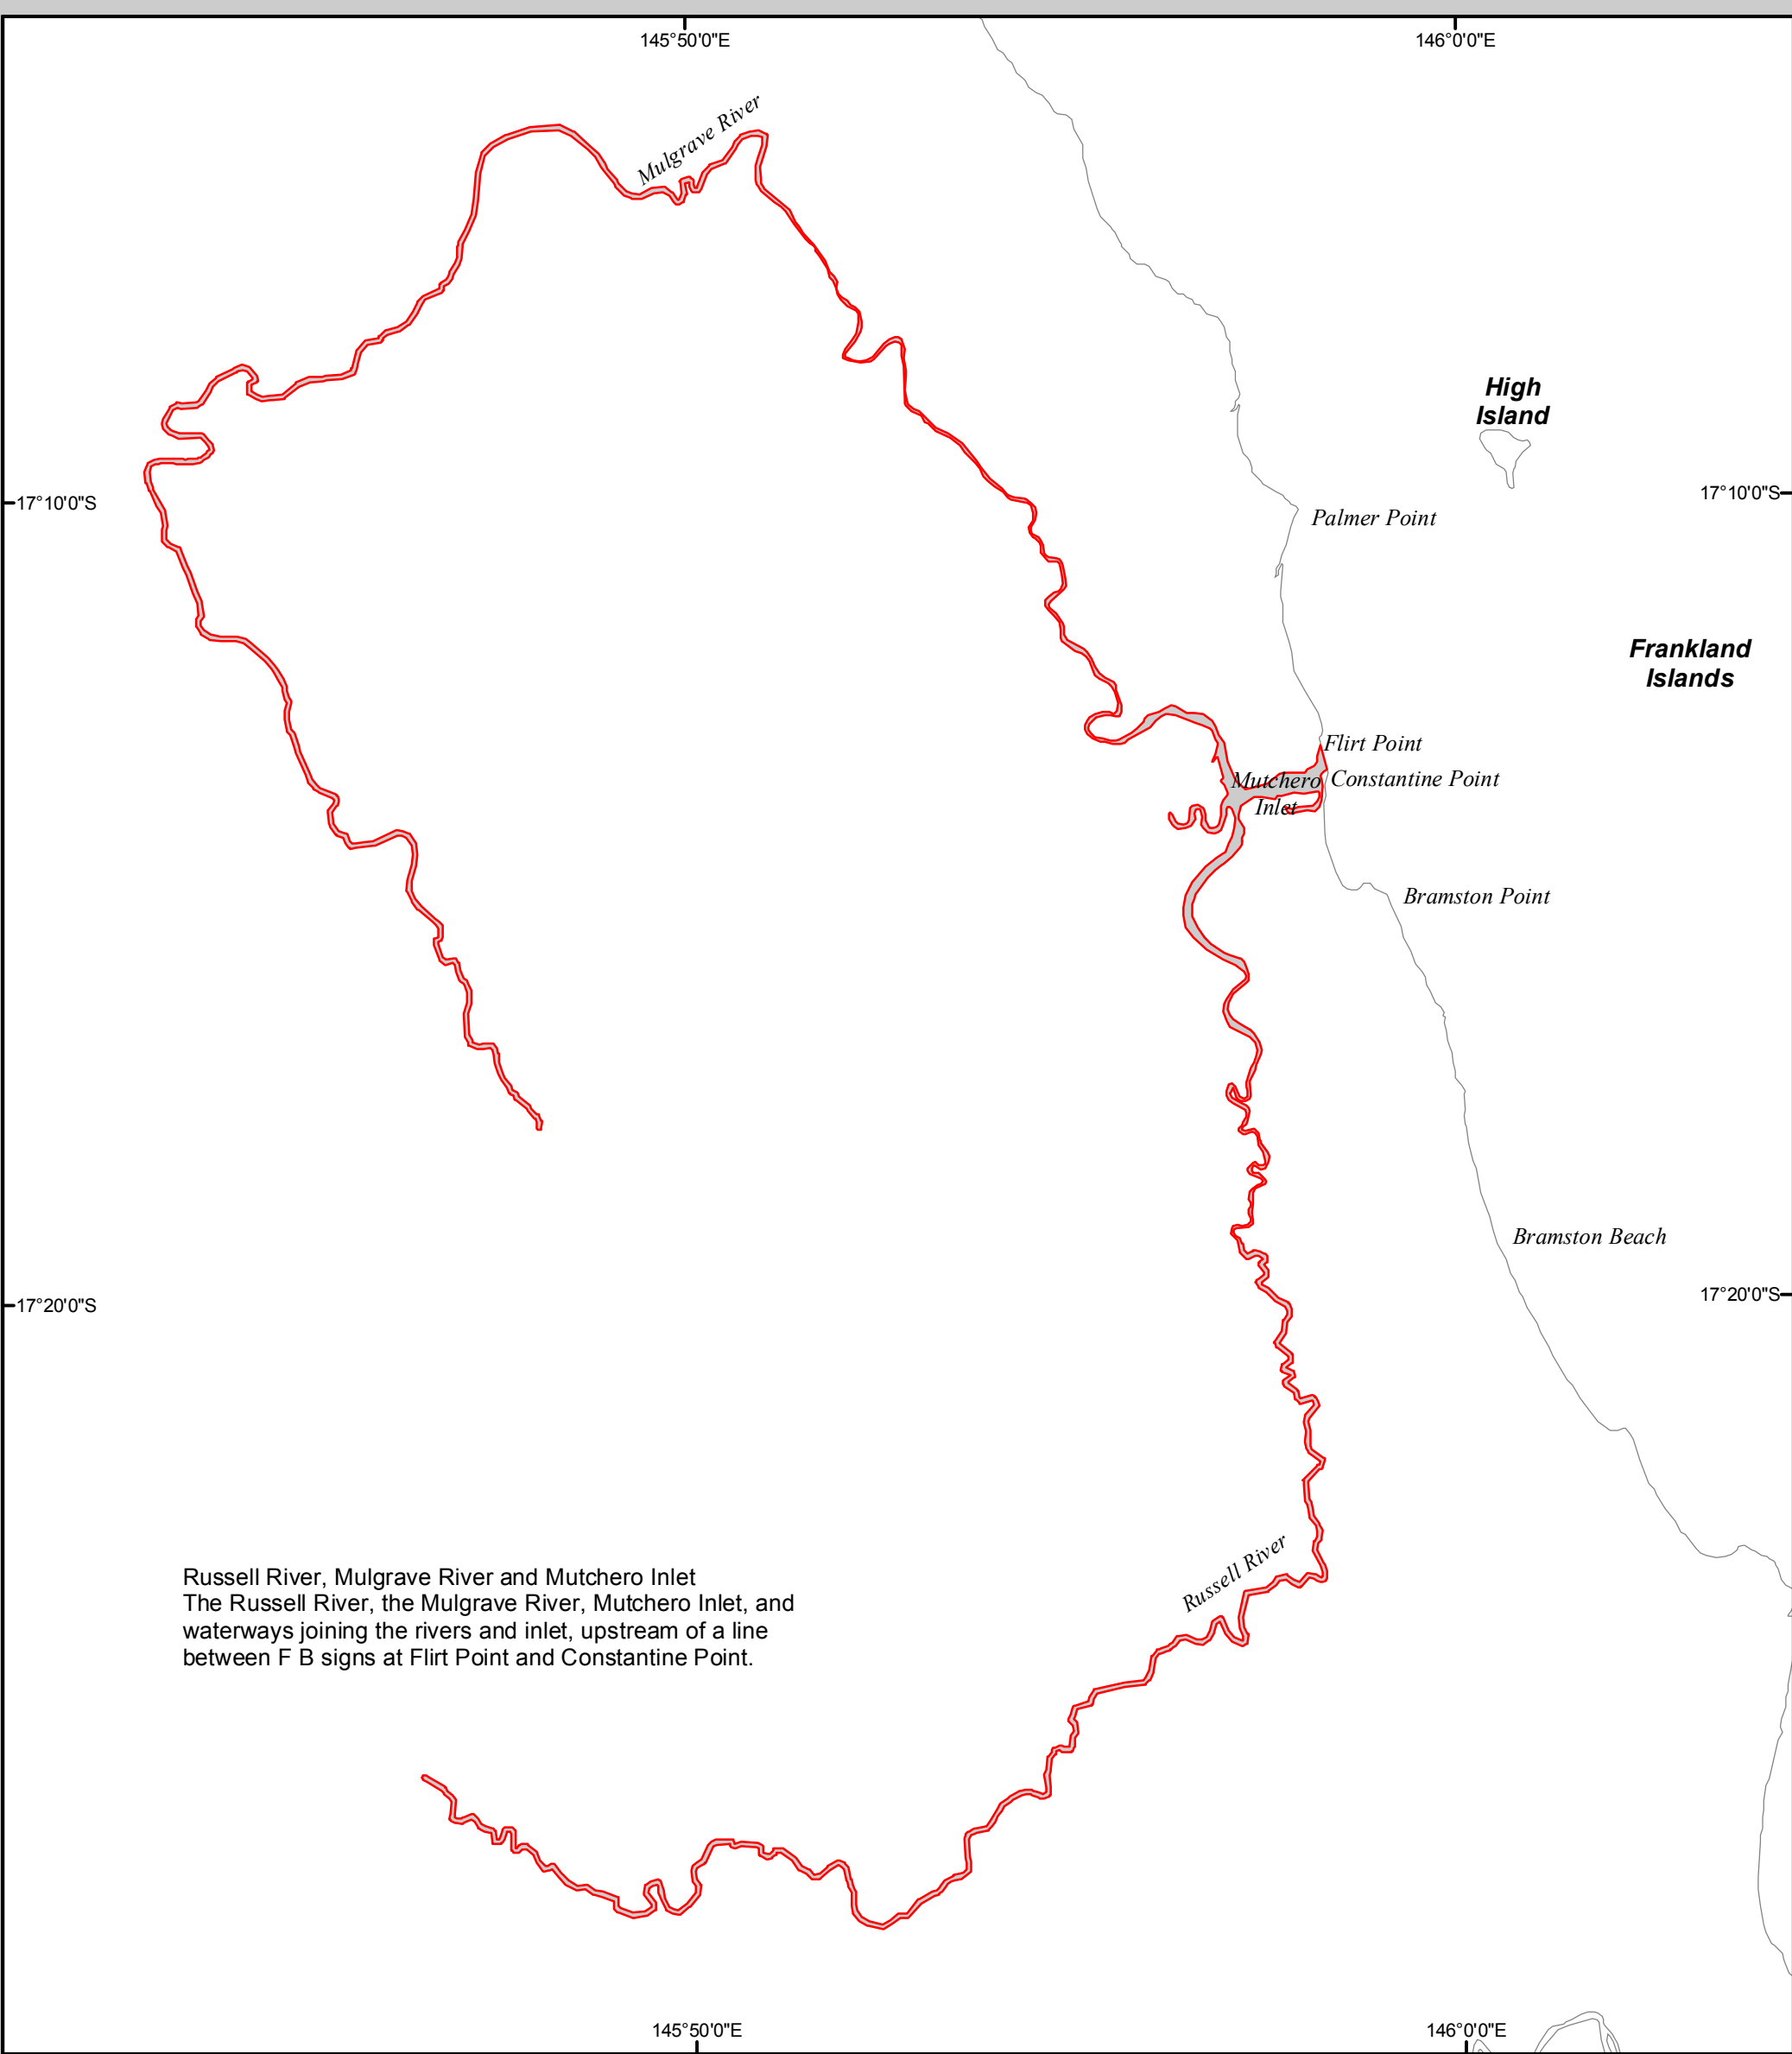 145°50'0"E
146°0'0"E
Mulgrave River
High
Island
17°10'0"S
17°10'0"S
Palmer Point
Frankland
Islands
Flirt Point
Mutchero
Inlet
Constantine Point
Bramston Point
Bramston Beach
17°20'0"S
17°20'0"S
Russell River
Russell River, Mulgrave River and Mutchero Inlet
The Russell River, the Mulgrave River, Mutchero Inlet, and
waterways joining the rivers and inlet, upstream of a line
between F B signs at Flirt Point and Constantine Point.
145°50'0"E
146°0'0"E